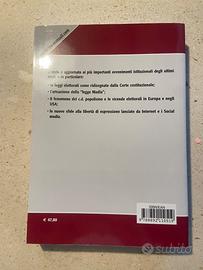 aggiornata ai più importanti avvenimenti istituzionali degli ultimi
in particolare:
leggi elettorali come ridisegnate dalla Corte costituzionale;
l'attuazione della "legge Madia";
il fenomeno del c.d. populismo e le vicende elettorali in Europa e negli
USA;
le nuove sfide alla libertà di espressione lanciate da Internet e i Social
media.
€ 47,00
subito